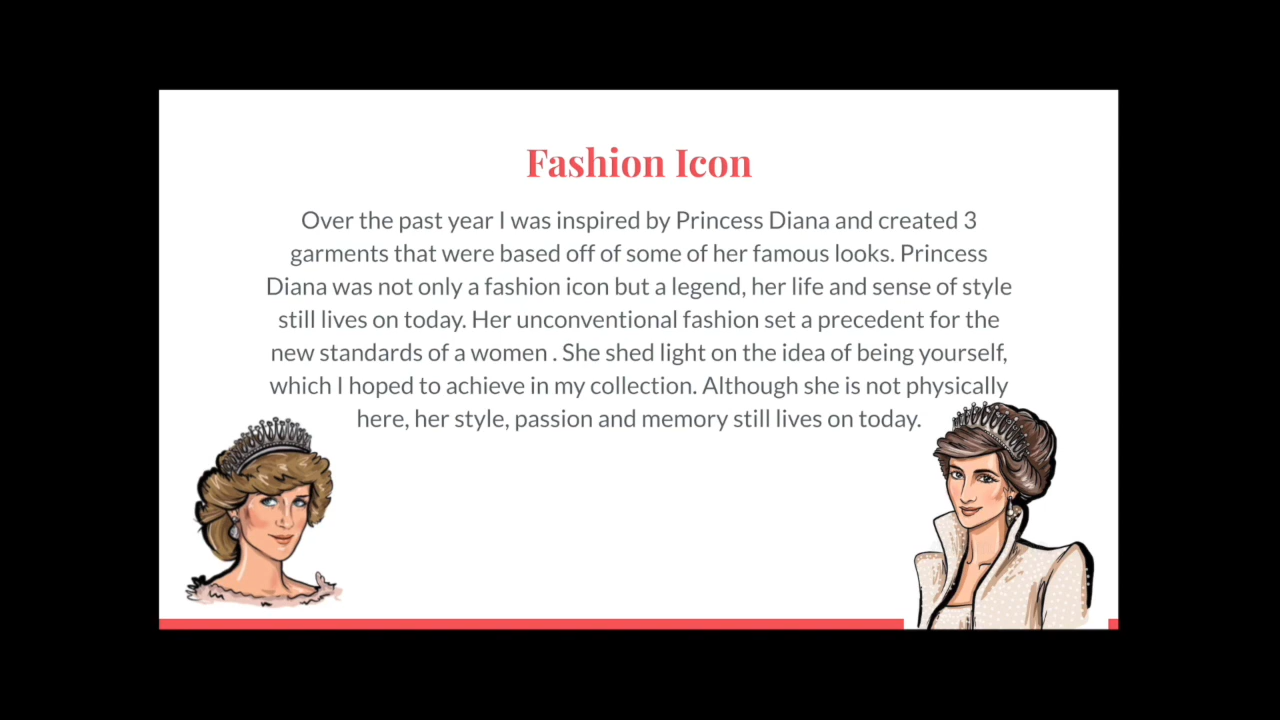 Fashion Icon
Over the past year I was inspired by Princess Diana and created 3
garments that were based off of some of her famous looks. Princess
Diana was not only a fashion icon but a legend, her life and sense of style
still lives on today. Her unconventional fashion set a precedent for the
new standards of a women . She shed light on the idea of being yourself,
which I hoped to achieve in my collection. Although she is not physically
here, her style, passion and memory still lives on today.